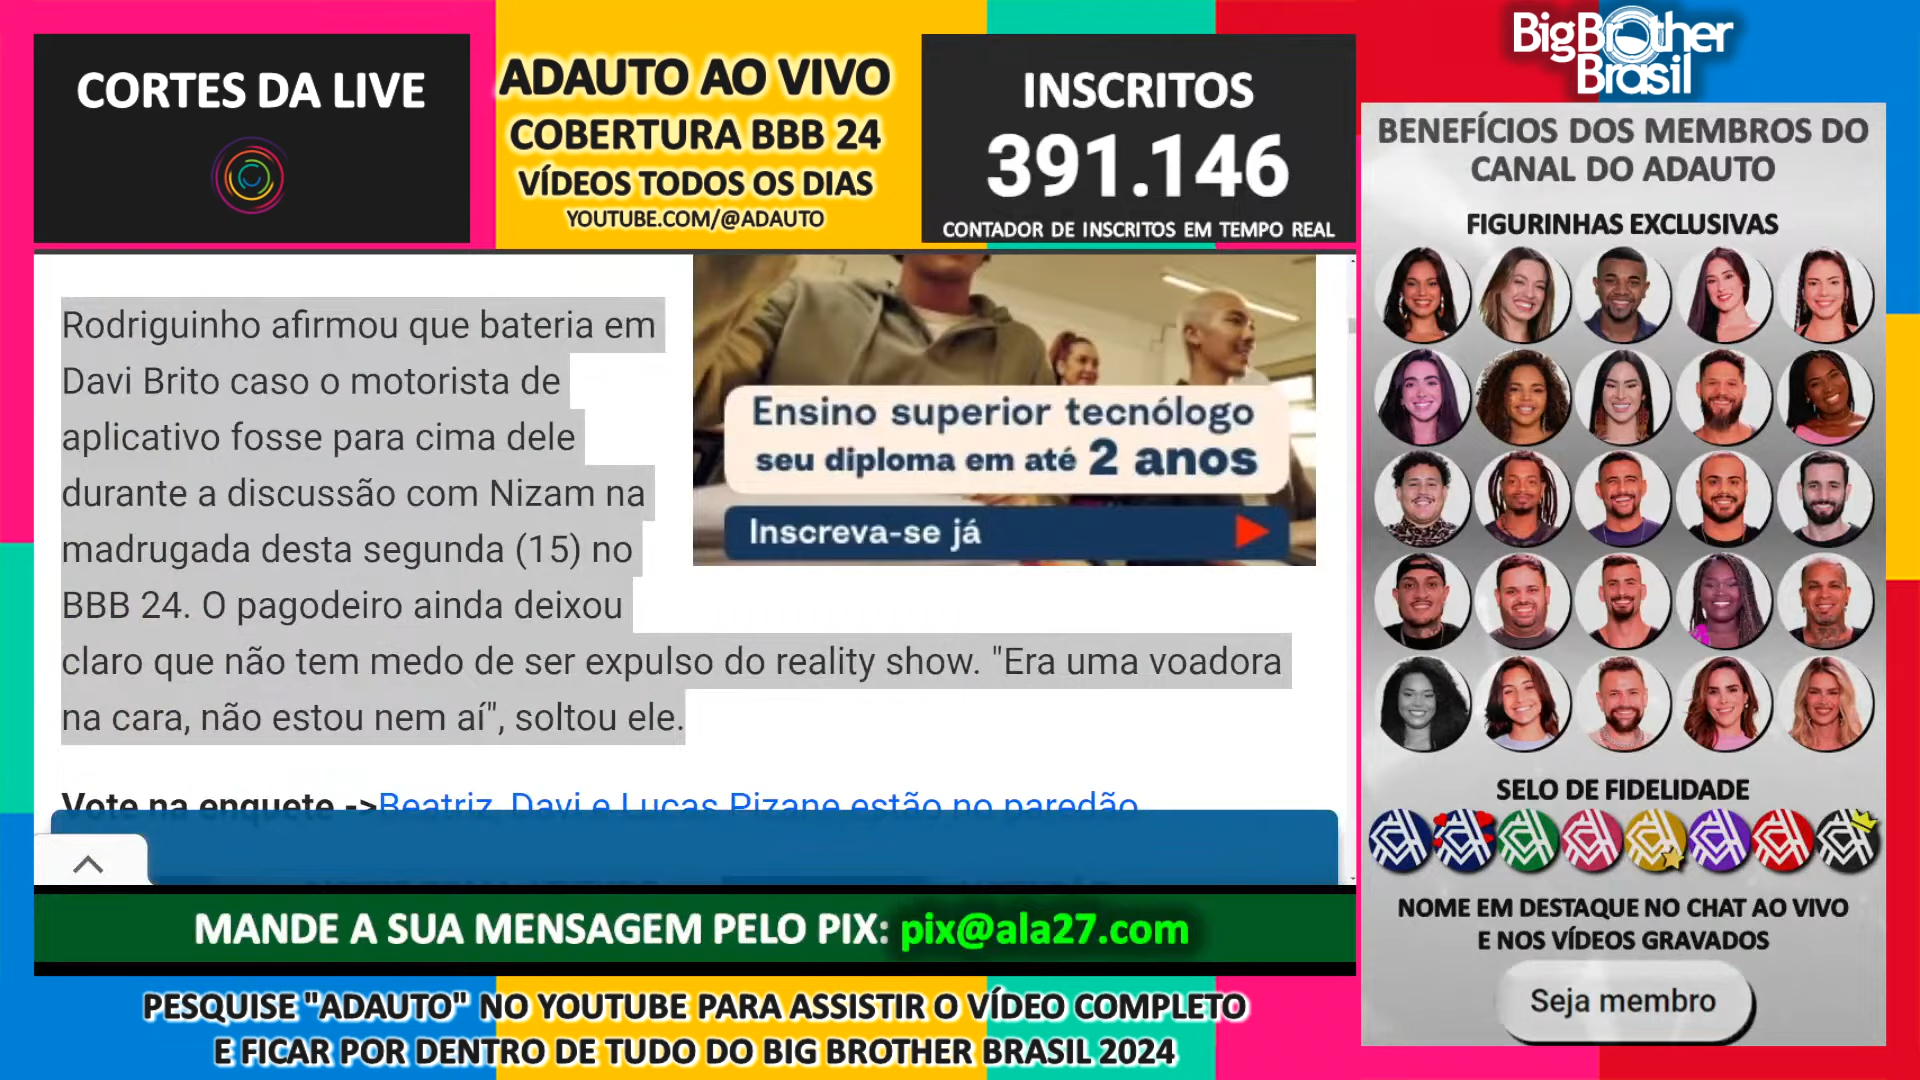 CORTES DA LIVE
ADAUTO AO VIVO
COBERTURA BBB 24
VÍDEOS TODOS OS DIAS
YOUTUBE.COM/@ADAUTO
INSCRITOS
391.146
CONTADOR DE INSCRITOS EM TEMPO REAL
BigBrother
Brasil
BENEFÍCIOS DOS MEMBROS DO
CANAL DO ADAUTO
FIGURINHAS EXCLUSIVAS
Rodriguinho afirmou que bateria em
Davi Brito caso o motorista de
aplicativo fosse para cima dele
durante a discussão com Nizam na
madrugada desta segunda (15) no
BBB 24. O pagodeiro ainda deixou
claro que não tem medo de ser expulso do reality show. "Era uma voadora
na cara, não estou nem aí", soltou ele.
Ensino superior tecnólogo
seu diploma em até 2 anos
Inscreva-se já
Vote na enquete ->Beatriz, Davi e Lucas Pizane estão no paredão
SELO DE FIDELIDADE
NOME EM DESTAQUE NO CHAT AO VIVO
E NOS VÍDEOS GRAVADOS
Seja membro
MANDE A SUA MENSAGEM PELO PIX: pix@ala27.com
PESQUISE "ADAUTO" NO YOUTUBE PARA ASSISTIR O VÍDEO COMPLETO
E FICAR POR DENTRO DE TUDO DO BIG BROTHER BRASIL 2024